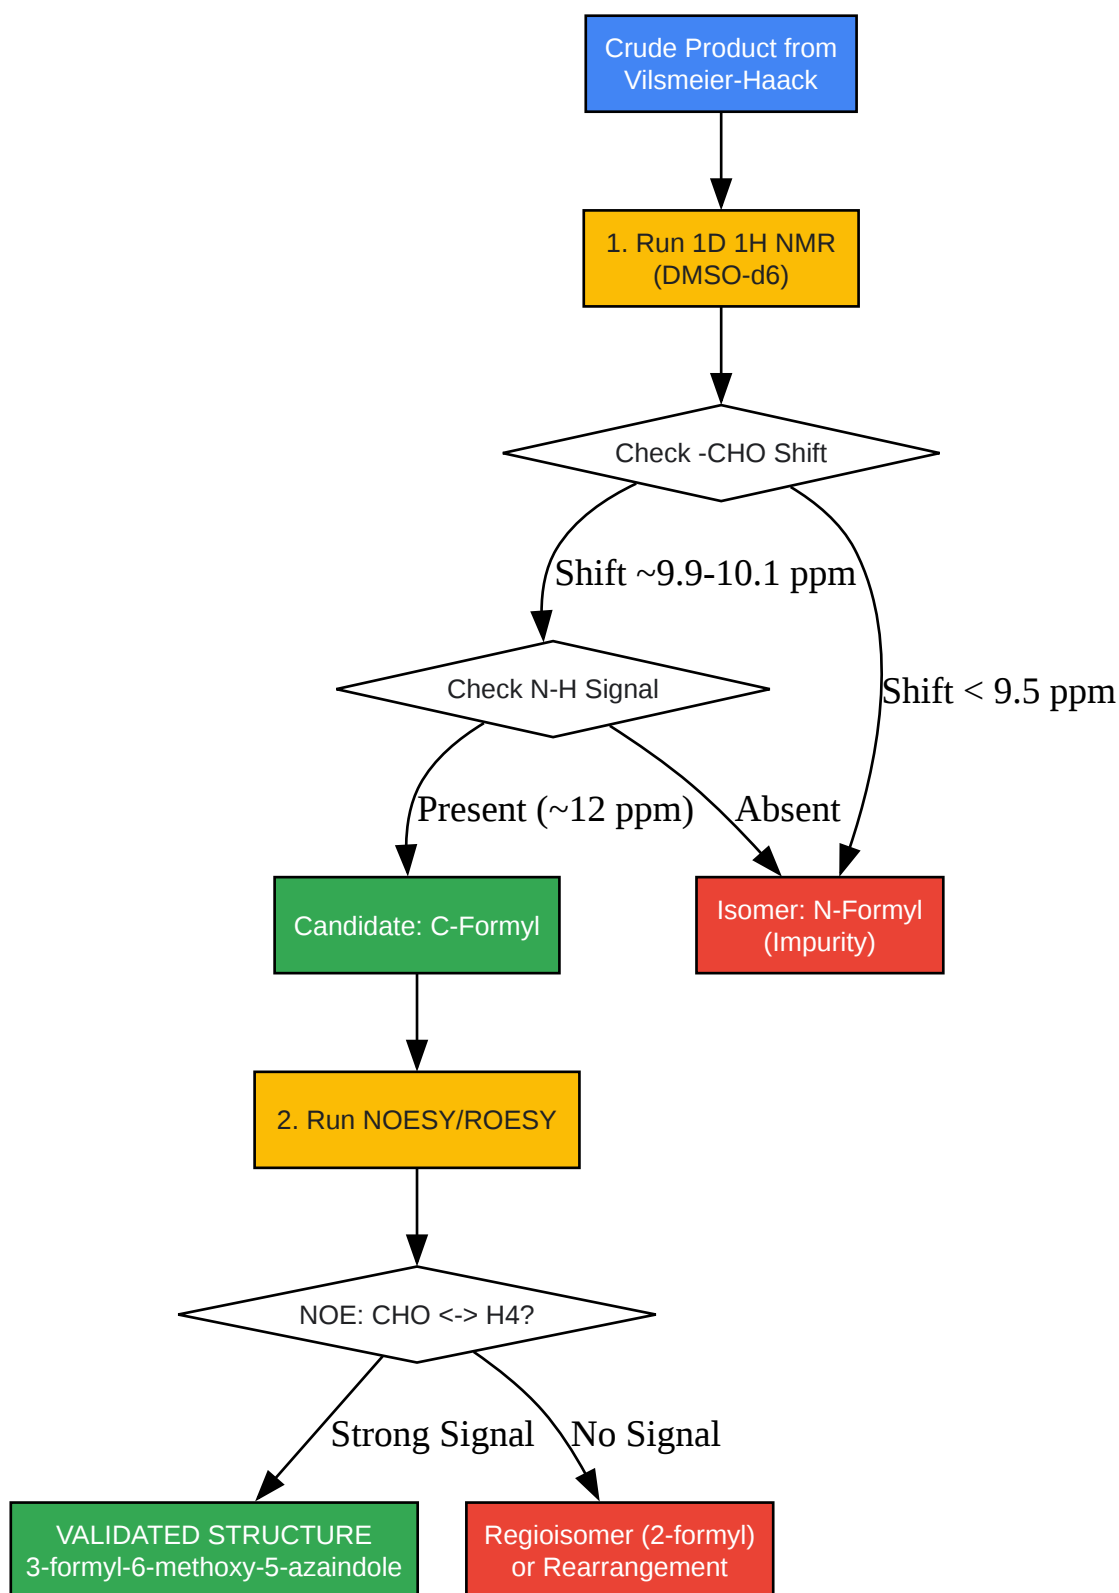 Crude Product from
Vilsmeier-Haack
1. Run 1D 1H NMR
(DMSO-d6)
Check -CHO Shift
Shift ~9.9-10.1 ppm
Shift < 9.5 ppm
Check N-H Signal
Present (~12 ppm)
Absent
Candidate: C-Formyl
Isomer: N-Formyl
(Impurity)
2. Run NOESY/ROESY
NOE: CHO <-> H4?
Strong Signal
No Signal
VALIDATED STRUCTURE
3-formyl-6-methoxy-5-azaindole
Regioisomer (2-formyl)
or Rearrangement